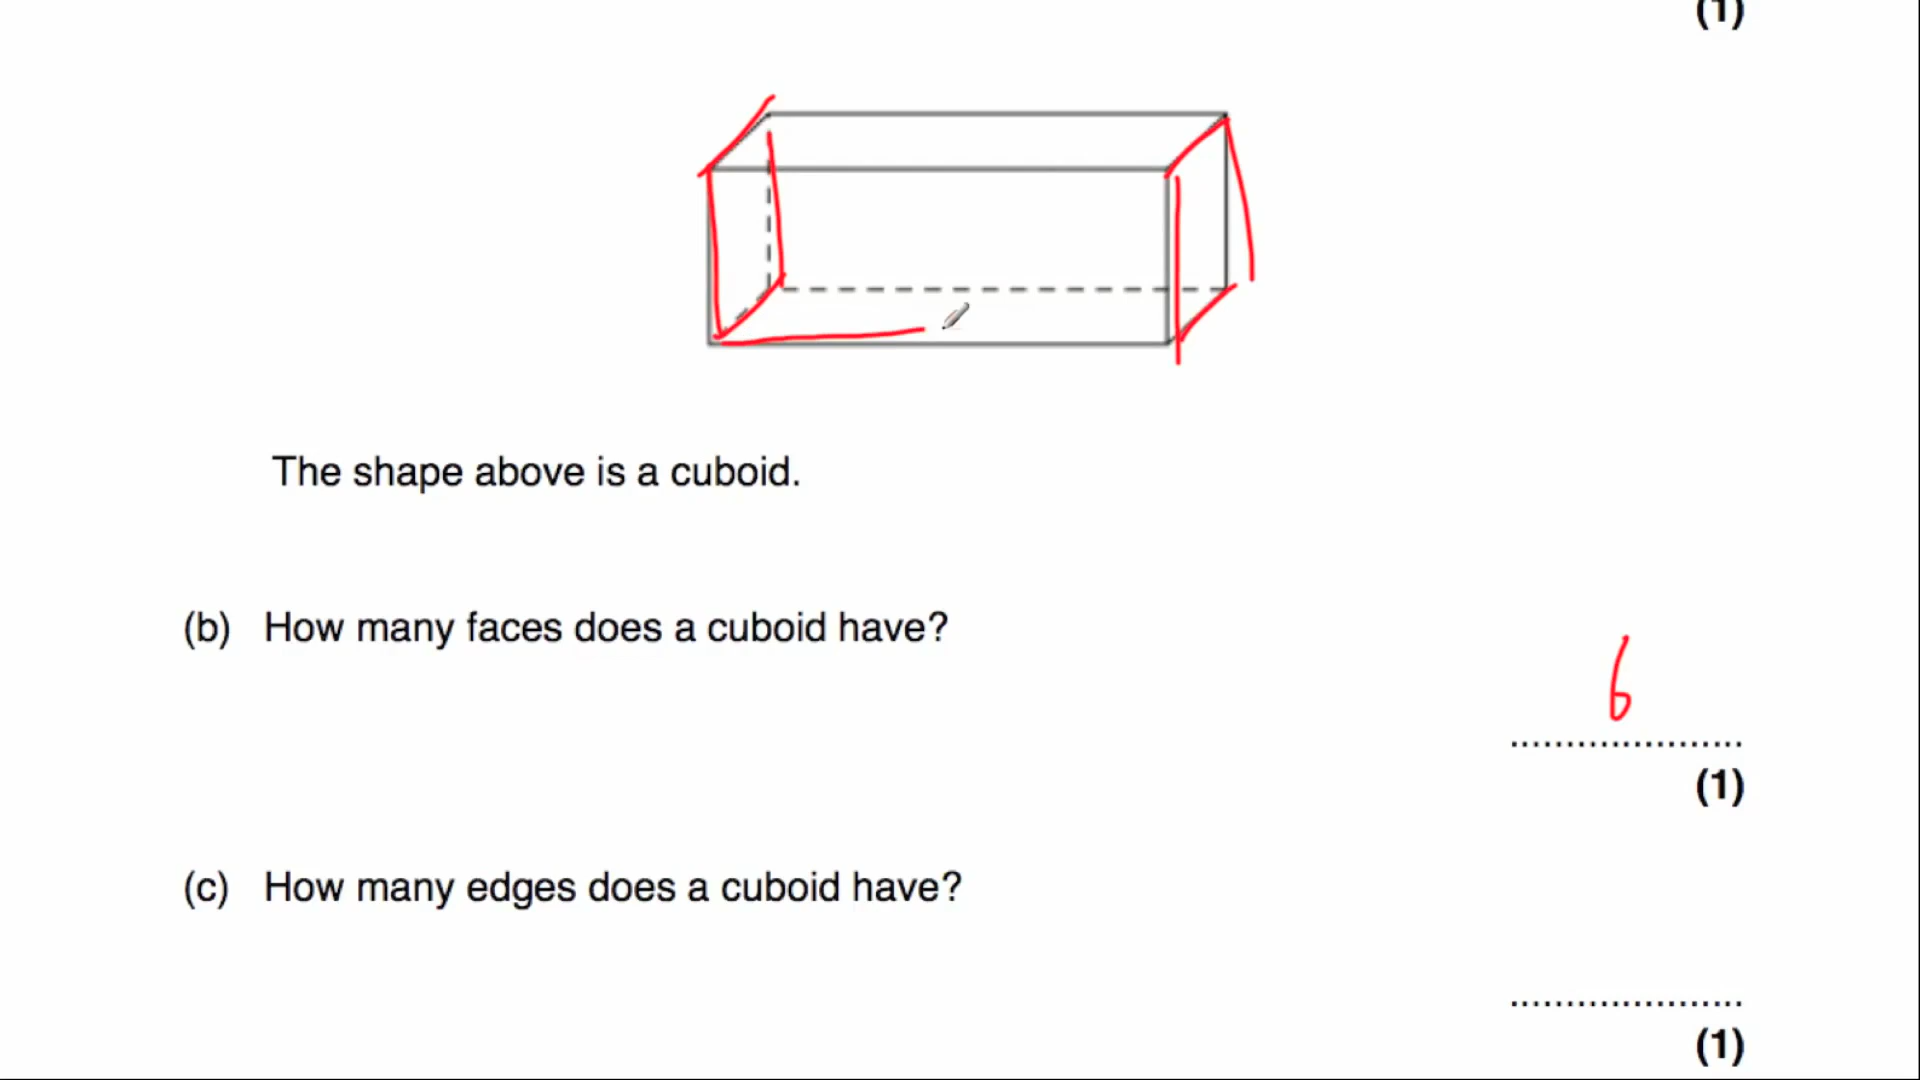 (1)
The shape above is a cuboid.
(b) How many faces does a cuboid have?
6
.....................
(1)
(c) How many edges does a cuboid have?
.....................
(1)